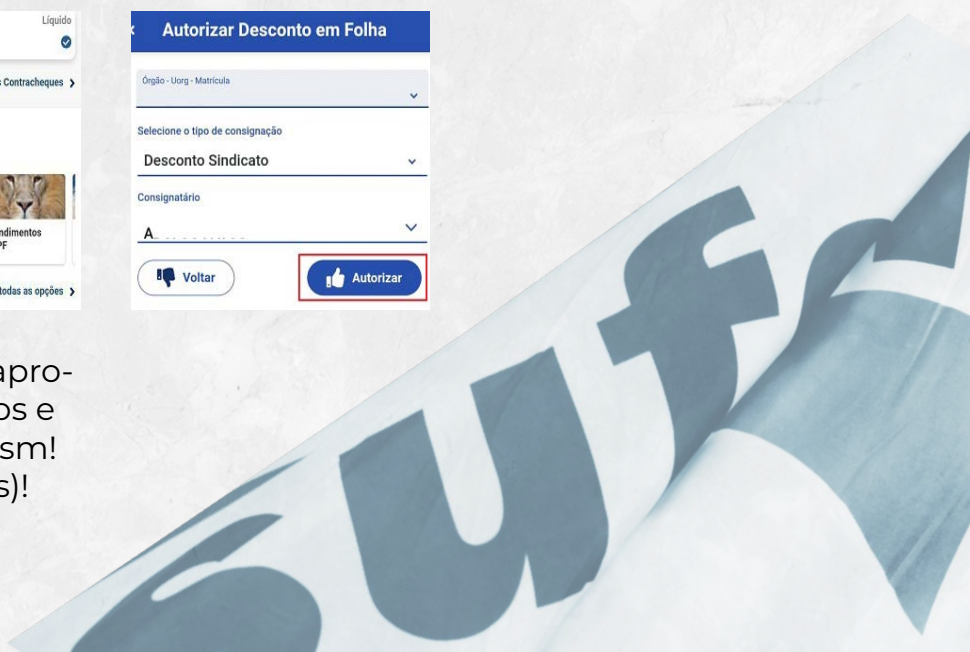 Líquido
s Contracheques
ndimentos
PF
todas as opções
Autorizar Desconto em Folha
Órgão - Uorg - Matrícula
Selecione o tipo de consignação
Desconto Sindicato
Consignatário
A
Voltar
Autorizar
apro-
os e
sm!
s)!
suf